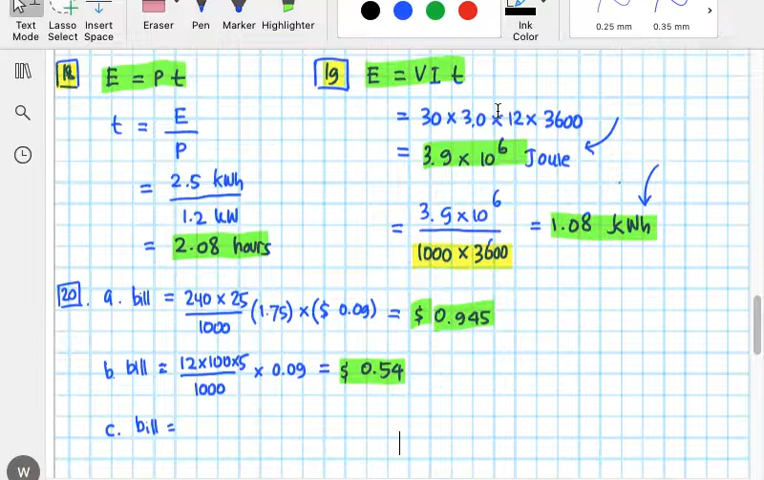 Text Mode
Lasso Select
Insert Space
Eraser
Pen
Marker
Highlighter
Ink Color
0.25 mm
0.35 mm
18 E = Pt
t = E / P
= 2.5 kWh / 1.2 kW
= 2.08 hours
19 E = VI t
= 30 × 3.0 × 12 × 3600
= 3.9 × 10^6 Joule
= 3.9 × 10^6 / 1000 × 3600 = 1.08 kWh
20. a. bill = 240 × 25 / 1000 (1.75) × ($ 0.09) = $ 0.945
b. bill = 12×100×5 / 1000 × 0.09 = $ 0.54
c. bill =
W